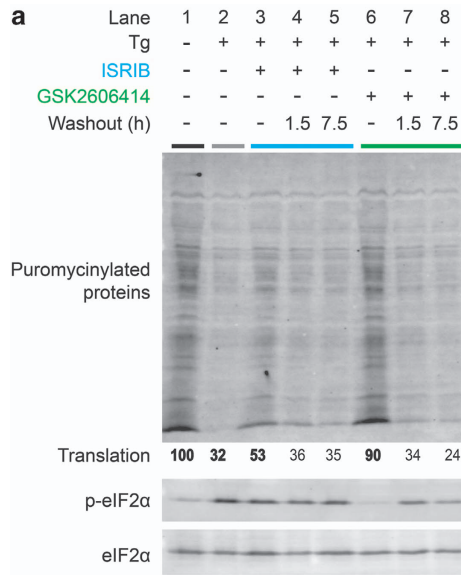 a
Lane 1 2 3 4 5 6 7 8
Tg - + + + + + + +
ISRIB - - + + + - - -
GSK2606414 - - - - - + + +
Washout (h) - - - 1.5 7.5 - 1.5 7.5
Puromycinylated
proteins
Translation 100 32 53 36 35 90 34 24
p-eIF2α
eIF2α